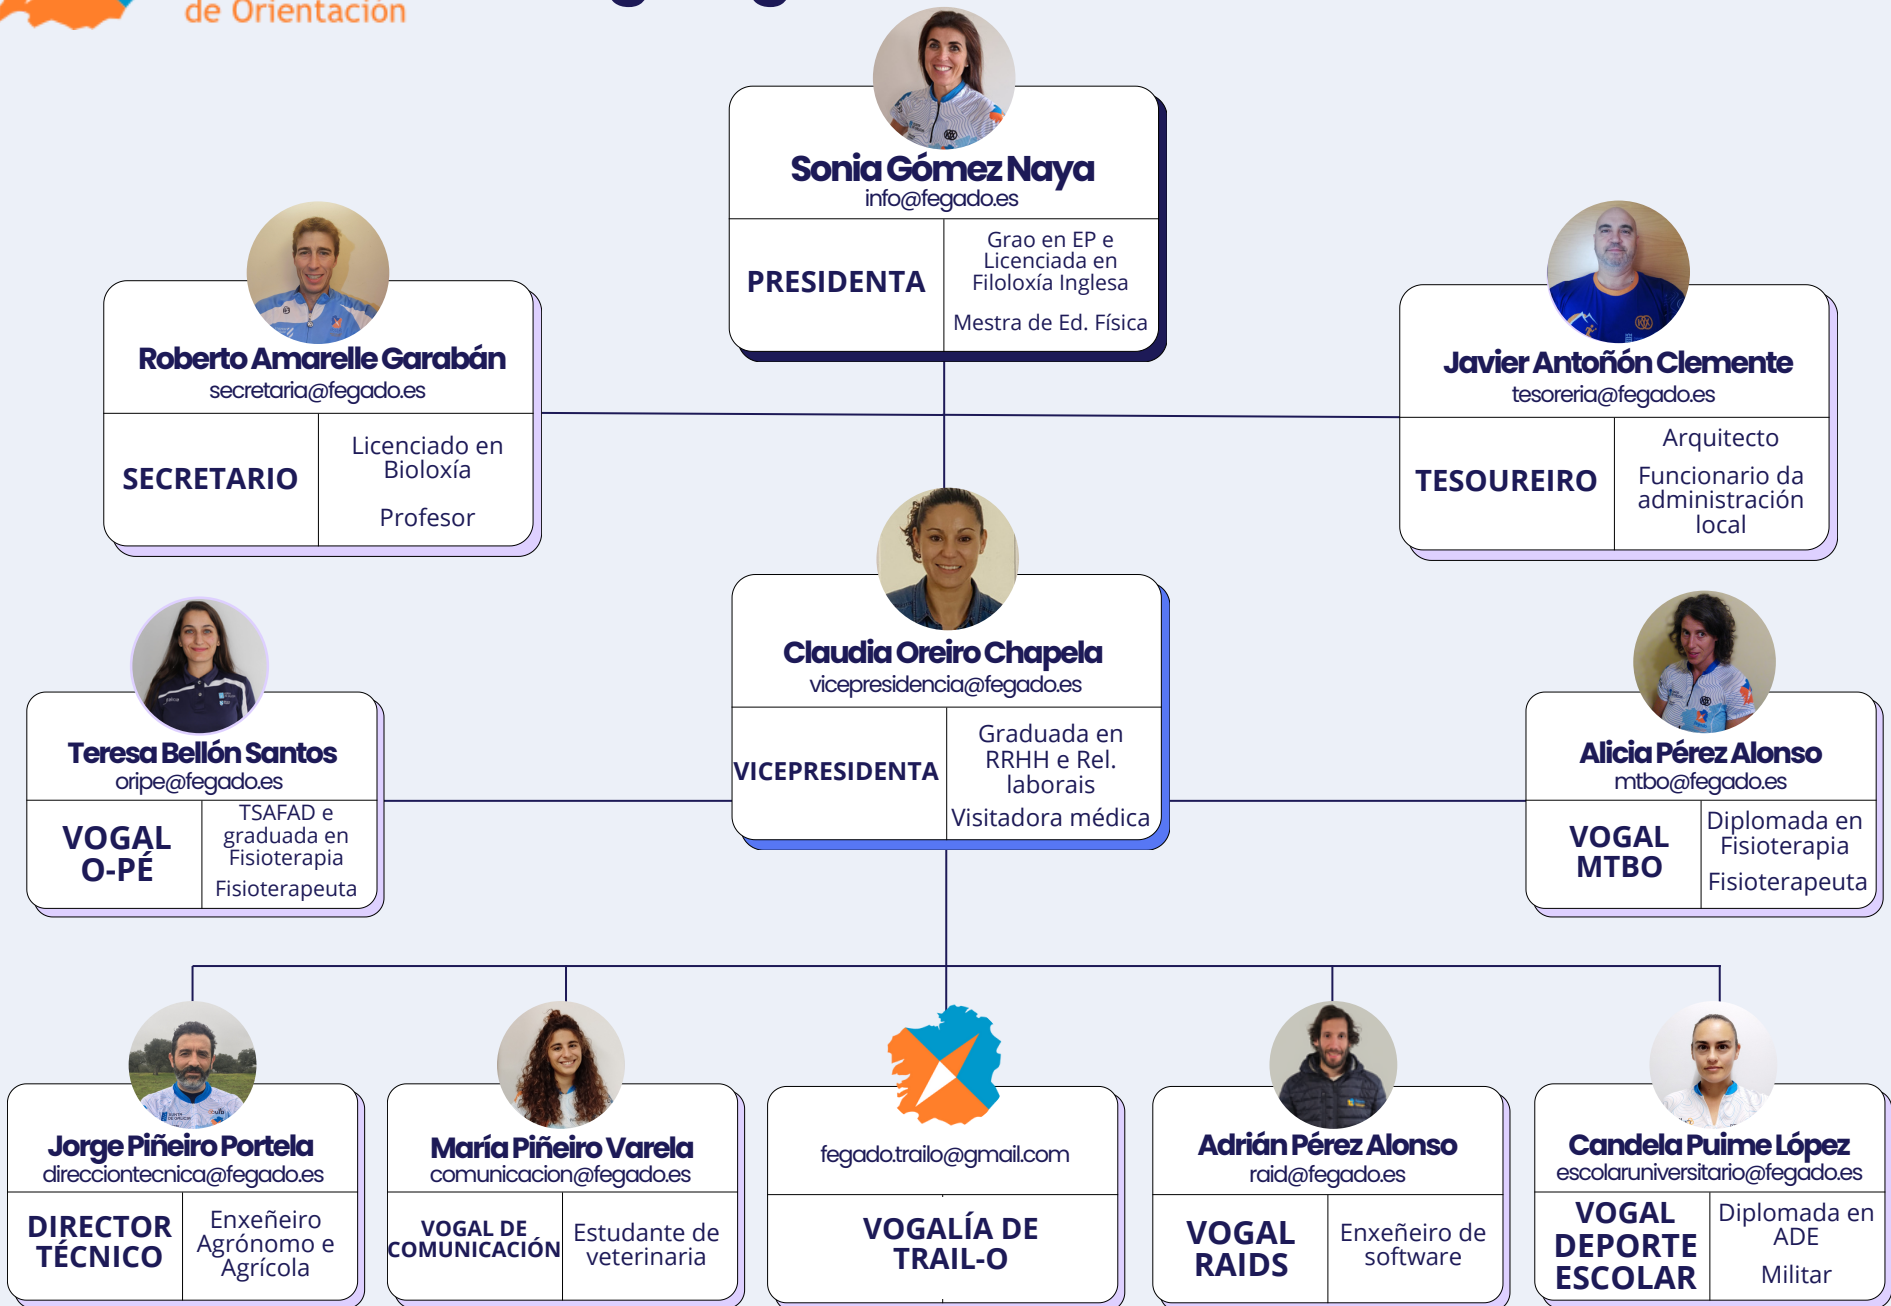 de Orientación
Sonia Gómez Naya
info@fegado.es
PRESIDENTA
Grao en EP e
Licenciada en
Filoloxía Inglesa
Mestra de Ed. Física
Roberto Amarelle Garabán
secretaria@fegado.es
SECRETARIO
Licenciado en
Bioloxía
Profesor
Javier Antoñón Clemente
tesoreria@fegado.es
TESOUREIRO
Arquitecto
Funcionario da
administración
local
Claudia Oreiro Chapela
vicepresidencia@fegado.es
VICEPRESIDENTA
Graduada en
RRHH e Rel.
laborais
Visitadora médica
Teresa Bellón Santos
oripe@fegado.es
VOGAL
O-PÉ
TSAFAD e
graduada en
Fisioterapia
Fisioterapeuta
Alicia Pérez Alonso
mtbo@fegado.es
VOGAL
MTBO
Diplomada en
Fisioterapia
Fisioterapeuta
Jorge Piñeiro Portela
direcciontecnica@fegado.es
DIRECTOR
TÉCNICO
Enxeñeiro
Agrónomo e
Agrícola
María Piñeiro Varela
comunicacion@fegado.es
VOGAL DE
COMUNICACIÓN
Estudante de
veterinaria
fegado.trailo@gmail.com
VOGALÍA DE
TRAIL-O
Adrián Pérez Alonso
raid@fegado.es
VOGAL
RAIDS
Enxeñeiro de
software
Candela Puime López
escolaruniversitario@fegado.es
VOGAL
DEPORTE
ESCOLAR
Diplomada en
ADE
Militar